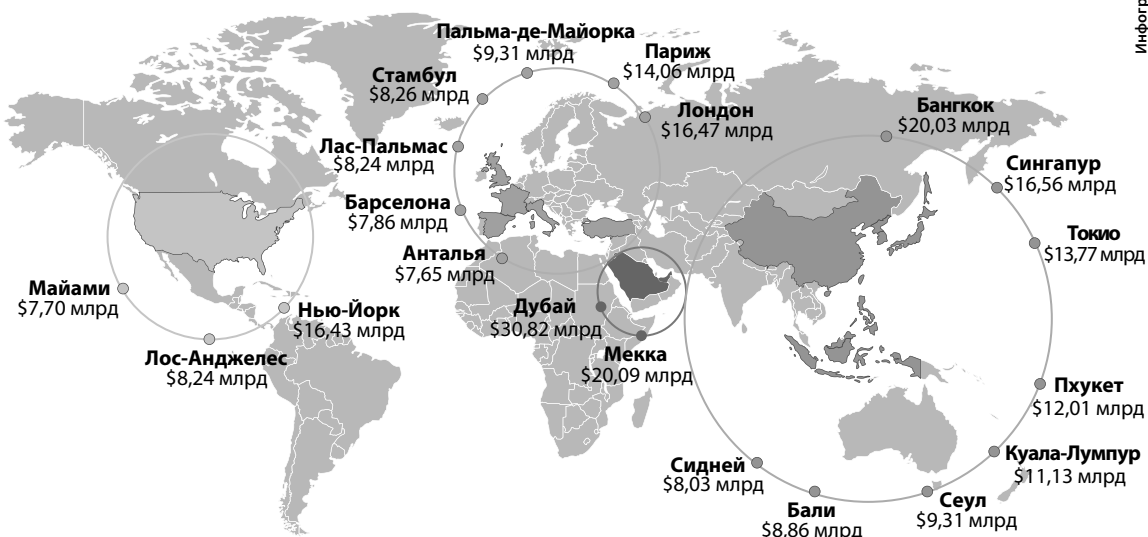 Инфогр
Пальма-де-Майорка
$9,31 млрд
Париж
$14,06 млрд
Стамбул
$8,26 млрд
Лондон
$16,47 млрд
Бангкок
$20,03 млрд
Лас-Пальмас
$8,24 млрд
Сингапур
$16,56 млрд
Барселона
$7,86 млрд
Токио
$13,77 млрд
Анталья
$7,65 млрд
Майами
$7,70 млрд
Нью-Йорк
$16,43 млрд
Дубай
$30,82 млрд
Лос-Анджелес
$8,24 млрд
Мекка
$20,09 млрд
Пхукет
$12,01 млрд
Куала-Лумпур
$11,13 млрд
Сидней
$8,03 млрд
Сеул
$9,31 млрд
Бали
$8,86 млрд